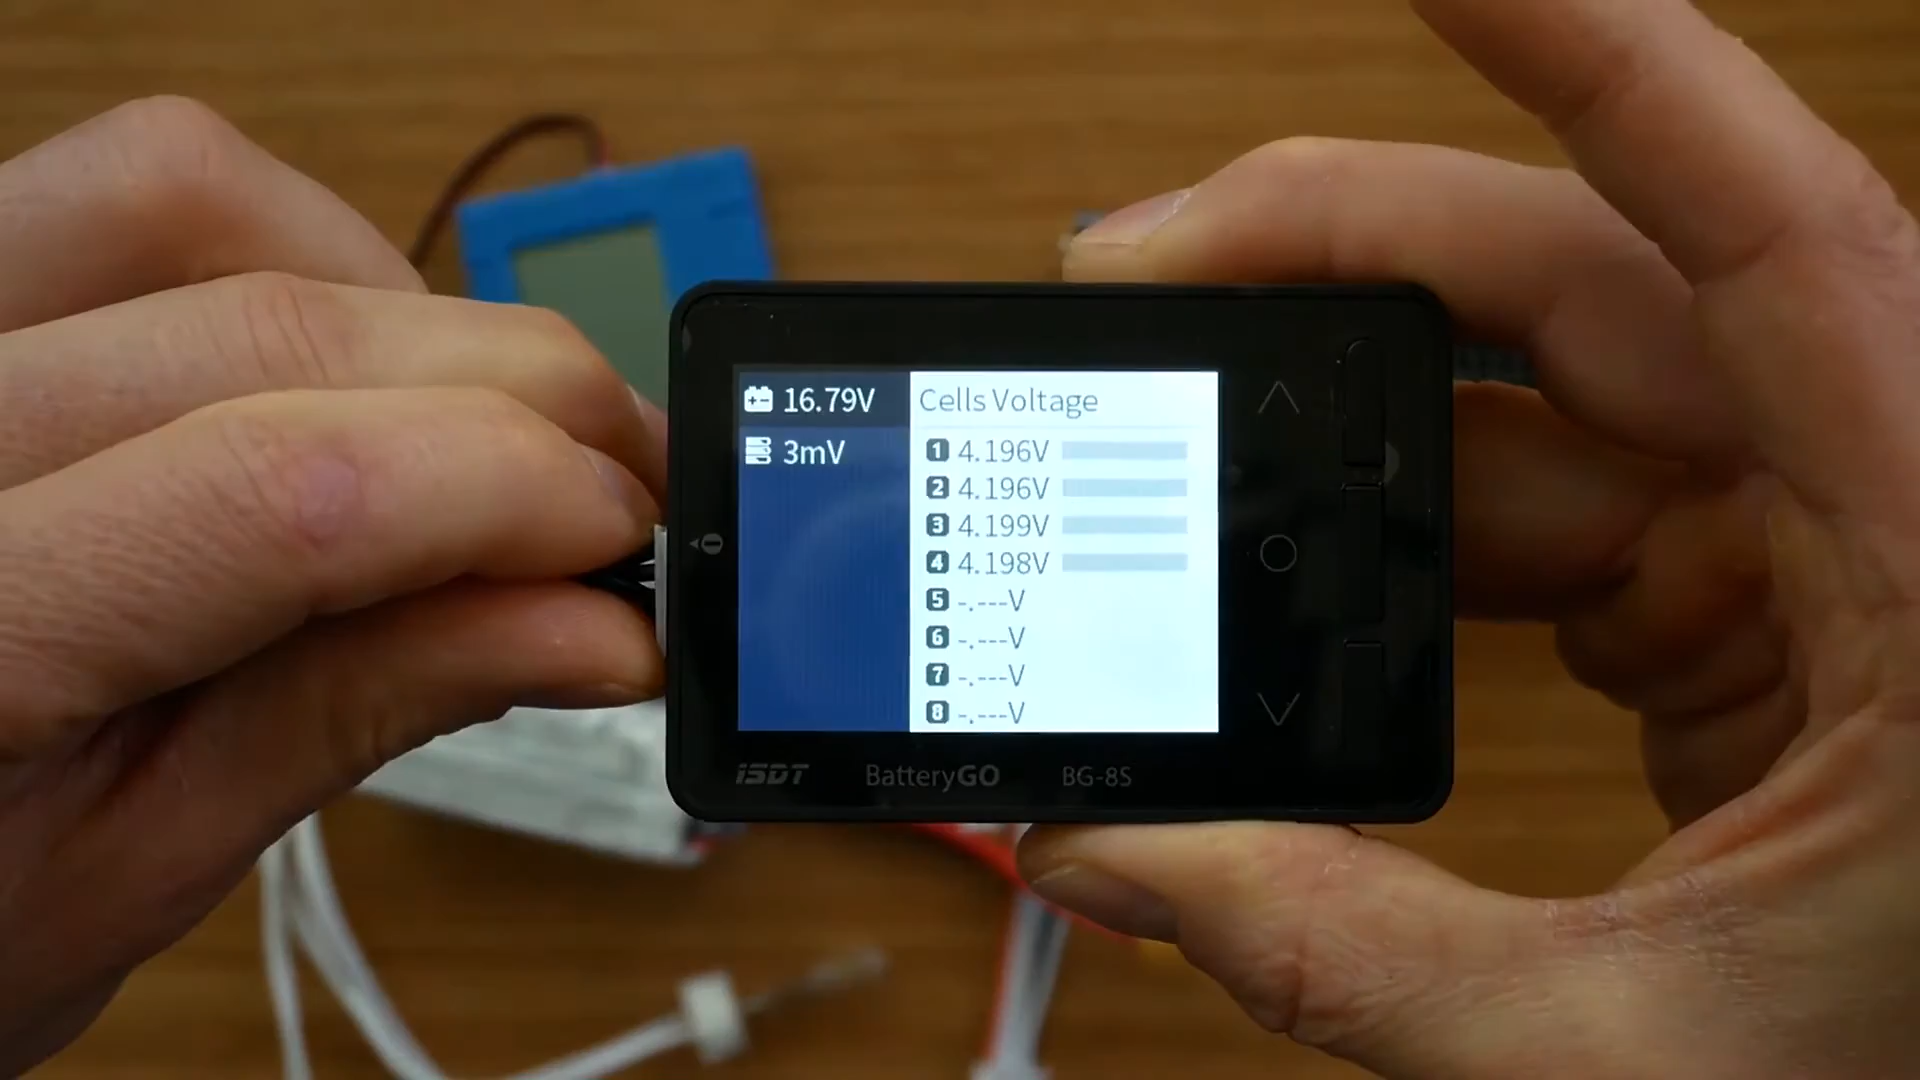 16.79V
3mV
Cells Voltage
1 4.196V
2 4.196V
3 4.199V
4 4.198V
5 -.---V
6 -.---V
7 -.---V
8 -.---V
iSDT BatteryGO BG-8S